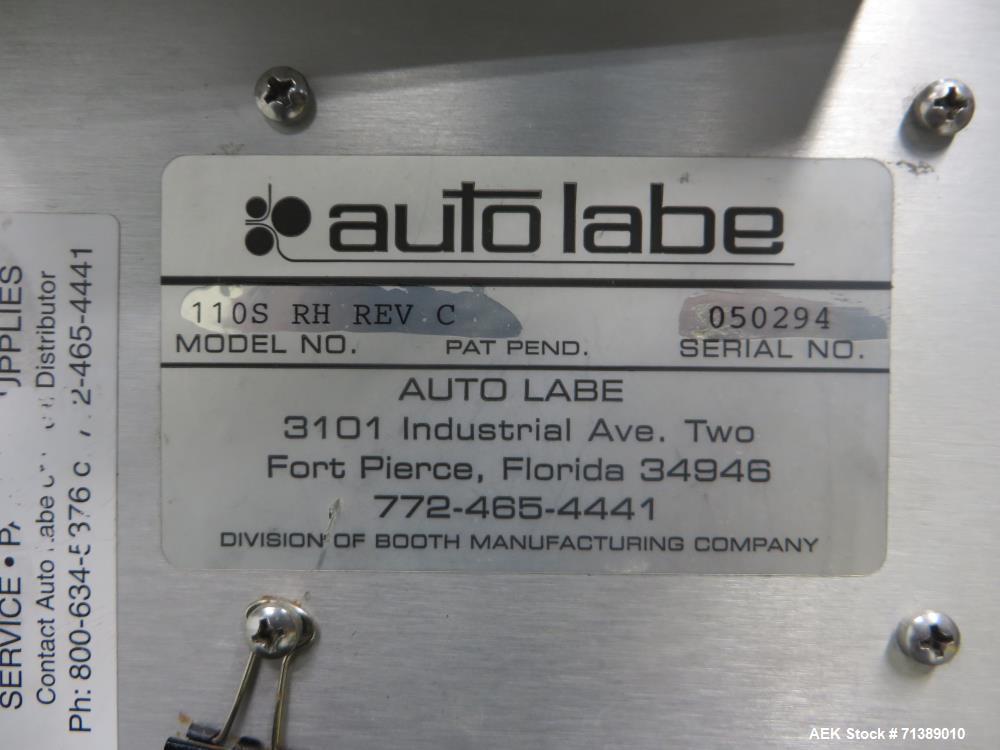 auto labe
110S RH REV C 050294
MODEL NO. PAT PEND. SERIAL NO.
AUTO LABE
3101 Industrial Ave. Two
Fort Pierce, Florida 34946
772-465-4441
DIVISION OF BOOTH MANUFACTURING COMPANY
SERVICE •
Contact Auto Distributor
Ph: 800-634-5376 2-465-4441
AEK Stock #71389010